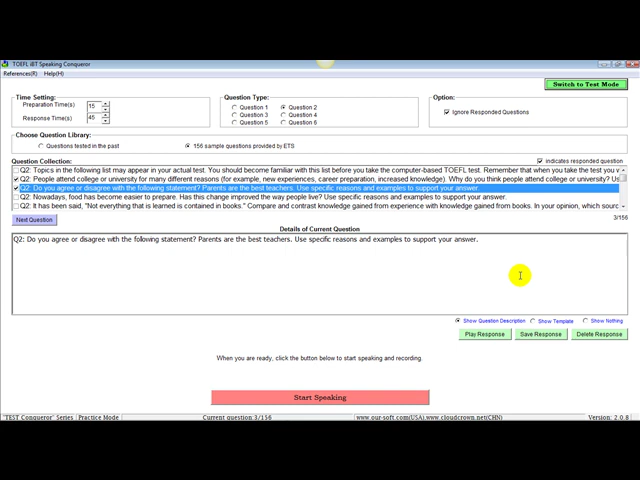 TOEFL iBT Speaking Conqueror
References(R) Help(H)
Switch to Test Mode
Time Setting:
Preparation Time(s) 15
Response Time(s) 45
Question Type:
Question 1 Question 2
Question 3 Question 4
Question 5 Question 6
Option:
Ignore Responded Questions
Choose Question Library:
Questions tested in the past 156 sample questions provided by ETS
Question Collection: indicates responded question
Q2: Topics in the following list may appear in your actual test. You should become familiar with this list before you take the computer-based TOEFL test. Remember that when you take the test you
Q2: People attend college or university for many different reasons (for example, new experiences, career preparation, increased knowledge). Why do you think people attend college or university?
Q2: Do you agree or disagree with the following statement? Parents are the best teachers. Use specific reasons and examples to support your answer.
Q2: Nowadays, food has become easier to prepare. Has this change improved the way people live? Use specific reasons and examples to support your answer.
Q2: It has been said, "Not everything that is learned is contained in books." Compare and contrast knowledge gained from experience with knowledge gained from books. In your opinion, which
Next Question
3/156
Details of Current Question
Q2: Do you agree or disagree with the following statement? Parents are the best teachers. Use specific reasons and examples to support your answer.
Show Question Description Show Template Show Nothing
Play Response Save Response Delete Response
When you are ready, click the button below to start speaking and recording.
Start Speaking
"TEST Conqueror" Series Practice Mode Current question:3/156 www.our-soft.com(USA).www.cloudcrown.net(CHN) Version: 2.0.8